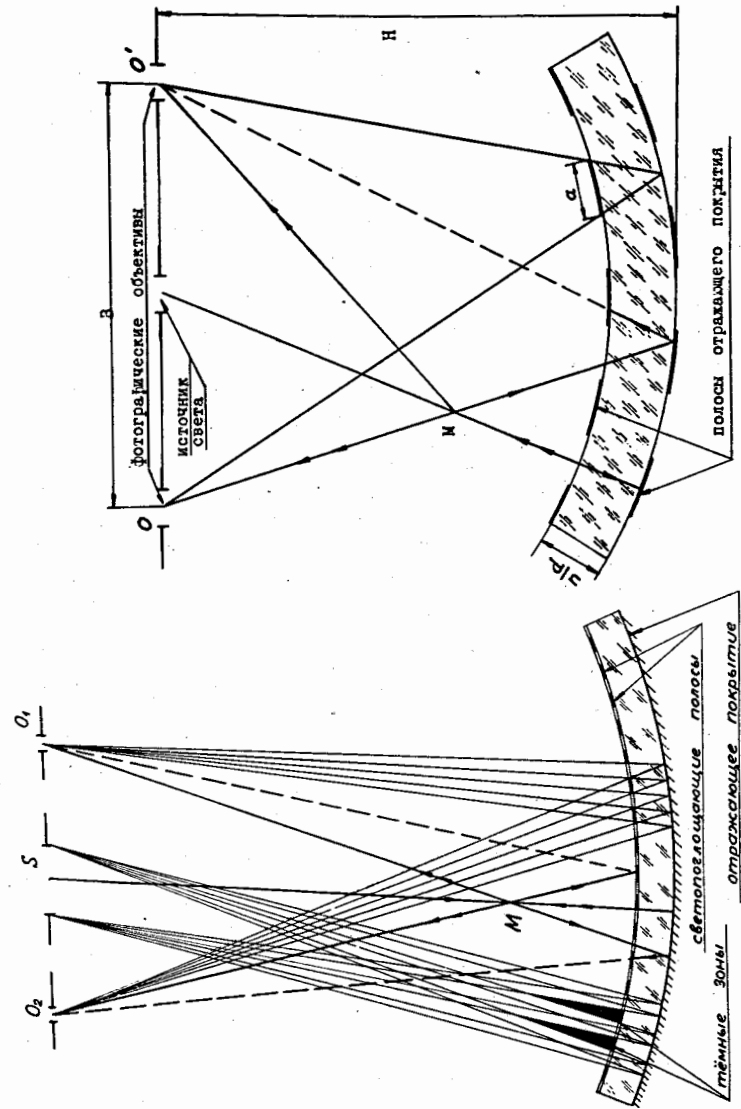 B
фотографические объективы
O
O'
источник
света
H
M
a
d/n
полосы отражающего покрытия
O₂
S
O₁
M
светопоглощающие полосы
тёмные зоны
отражающее покрытие